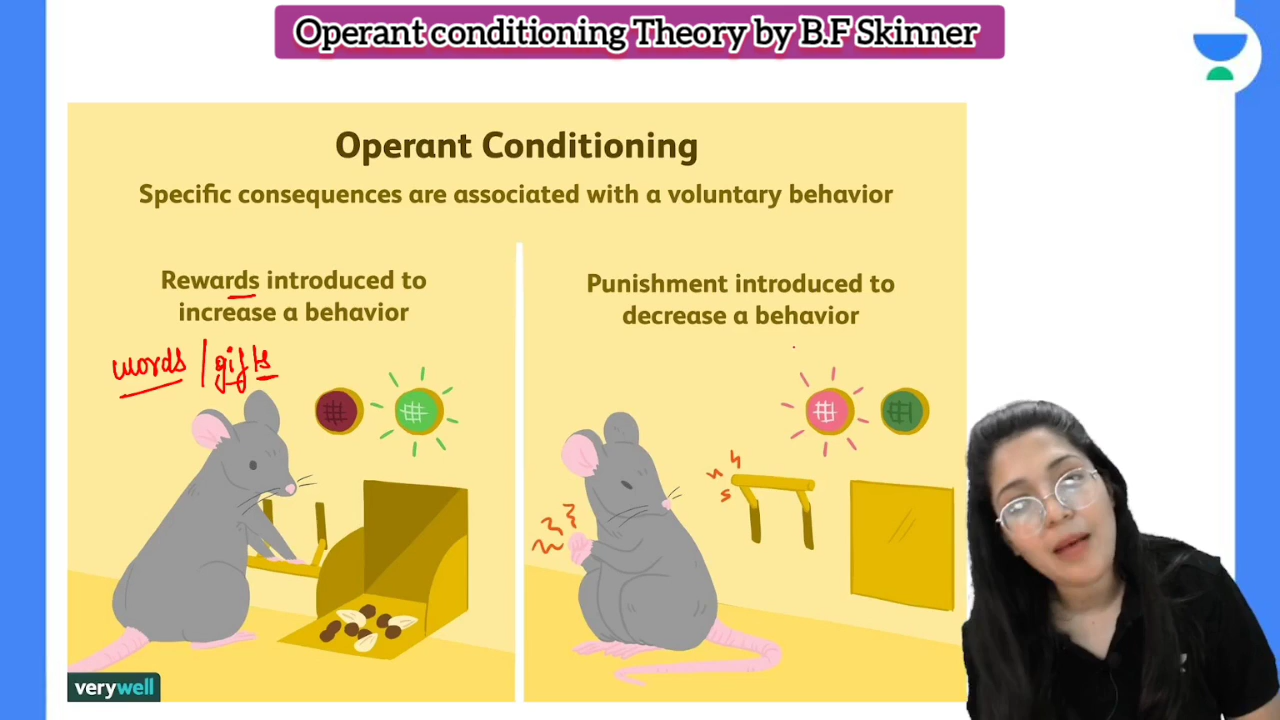 Operant conditioning Theory by B.F Skinner
Operant Conditioning
Specific consequences are associated with a voluntary behavior
Rewards introduced to
increase a behavior
words / gifts
Punishment introduced to
decrease a behavior
verywell